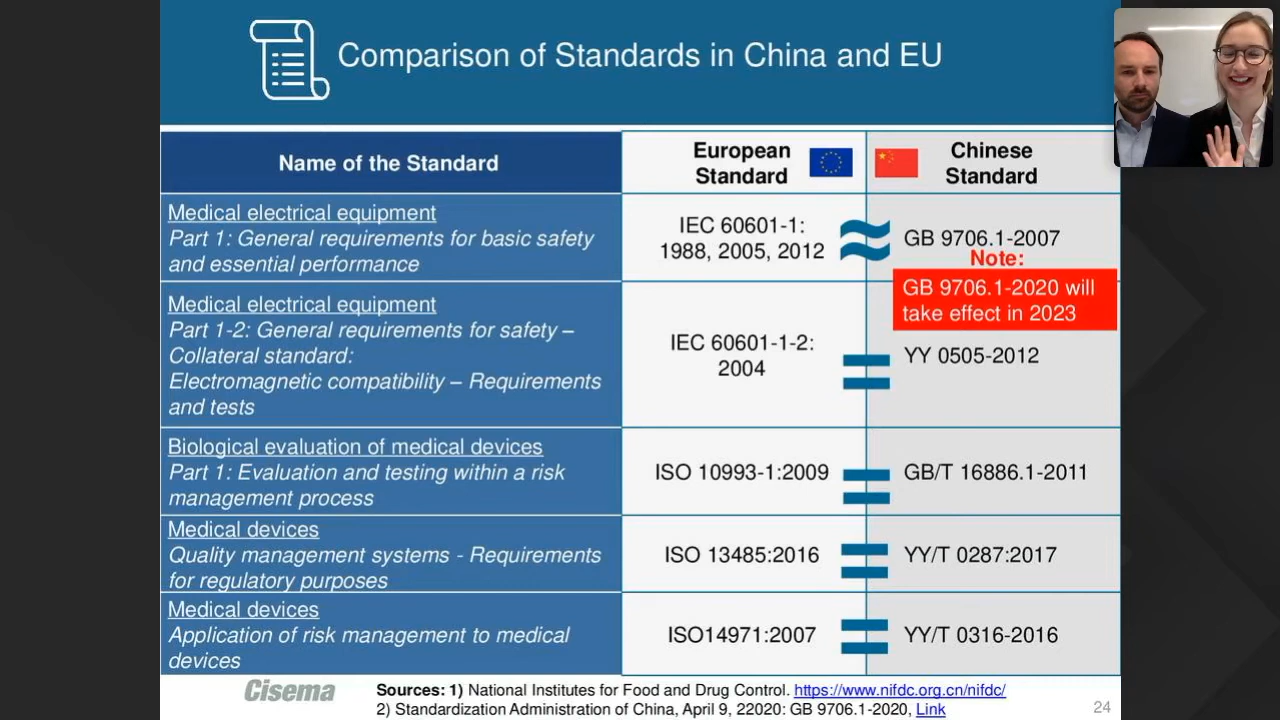 Comparison of Standards in China and EU
Name of the Standard
European
Standard
Chinese
Standard
Medical electrical equipment
Part 1: General requirements for basic safety
and essential performance
IEC 60601-1:
1988, 2005, 2012
GB 9706.1-2007
Note:
GB 9706.1-2020 will
take effect in 2023
Medical electrical equipment
Part 1-2: General requirements for safety –
Collateral standard:
Electromagnetic compatibility – Requirements
and tests
IEC 60601-1-2:
2004
YY 0505-2012
Biological evaluation of medical devices
Part 1: Evaluation and testing within a risk
management process
ISO 10993-1:2009
GB/T 16886.1-2011
Medical devices
Quality management systems - Requirements
for regulatory purposes
ISO 13485:2016
YY/T 0287:2017
Medical devices
Application of risk management to medical
devices
ISO14971:2007
YY/T 0316-2016
Cisema
Sources: 1) National Institutes for Food and Drug Control. https://www.nifdc.org.cn/nifdc/
2) Standardization Administration of China, April 9, 22020: GB 9706.1-2020, Link
24